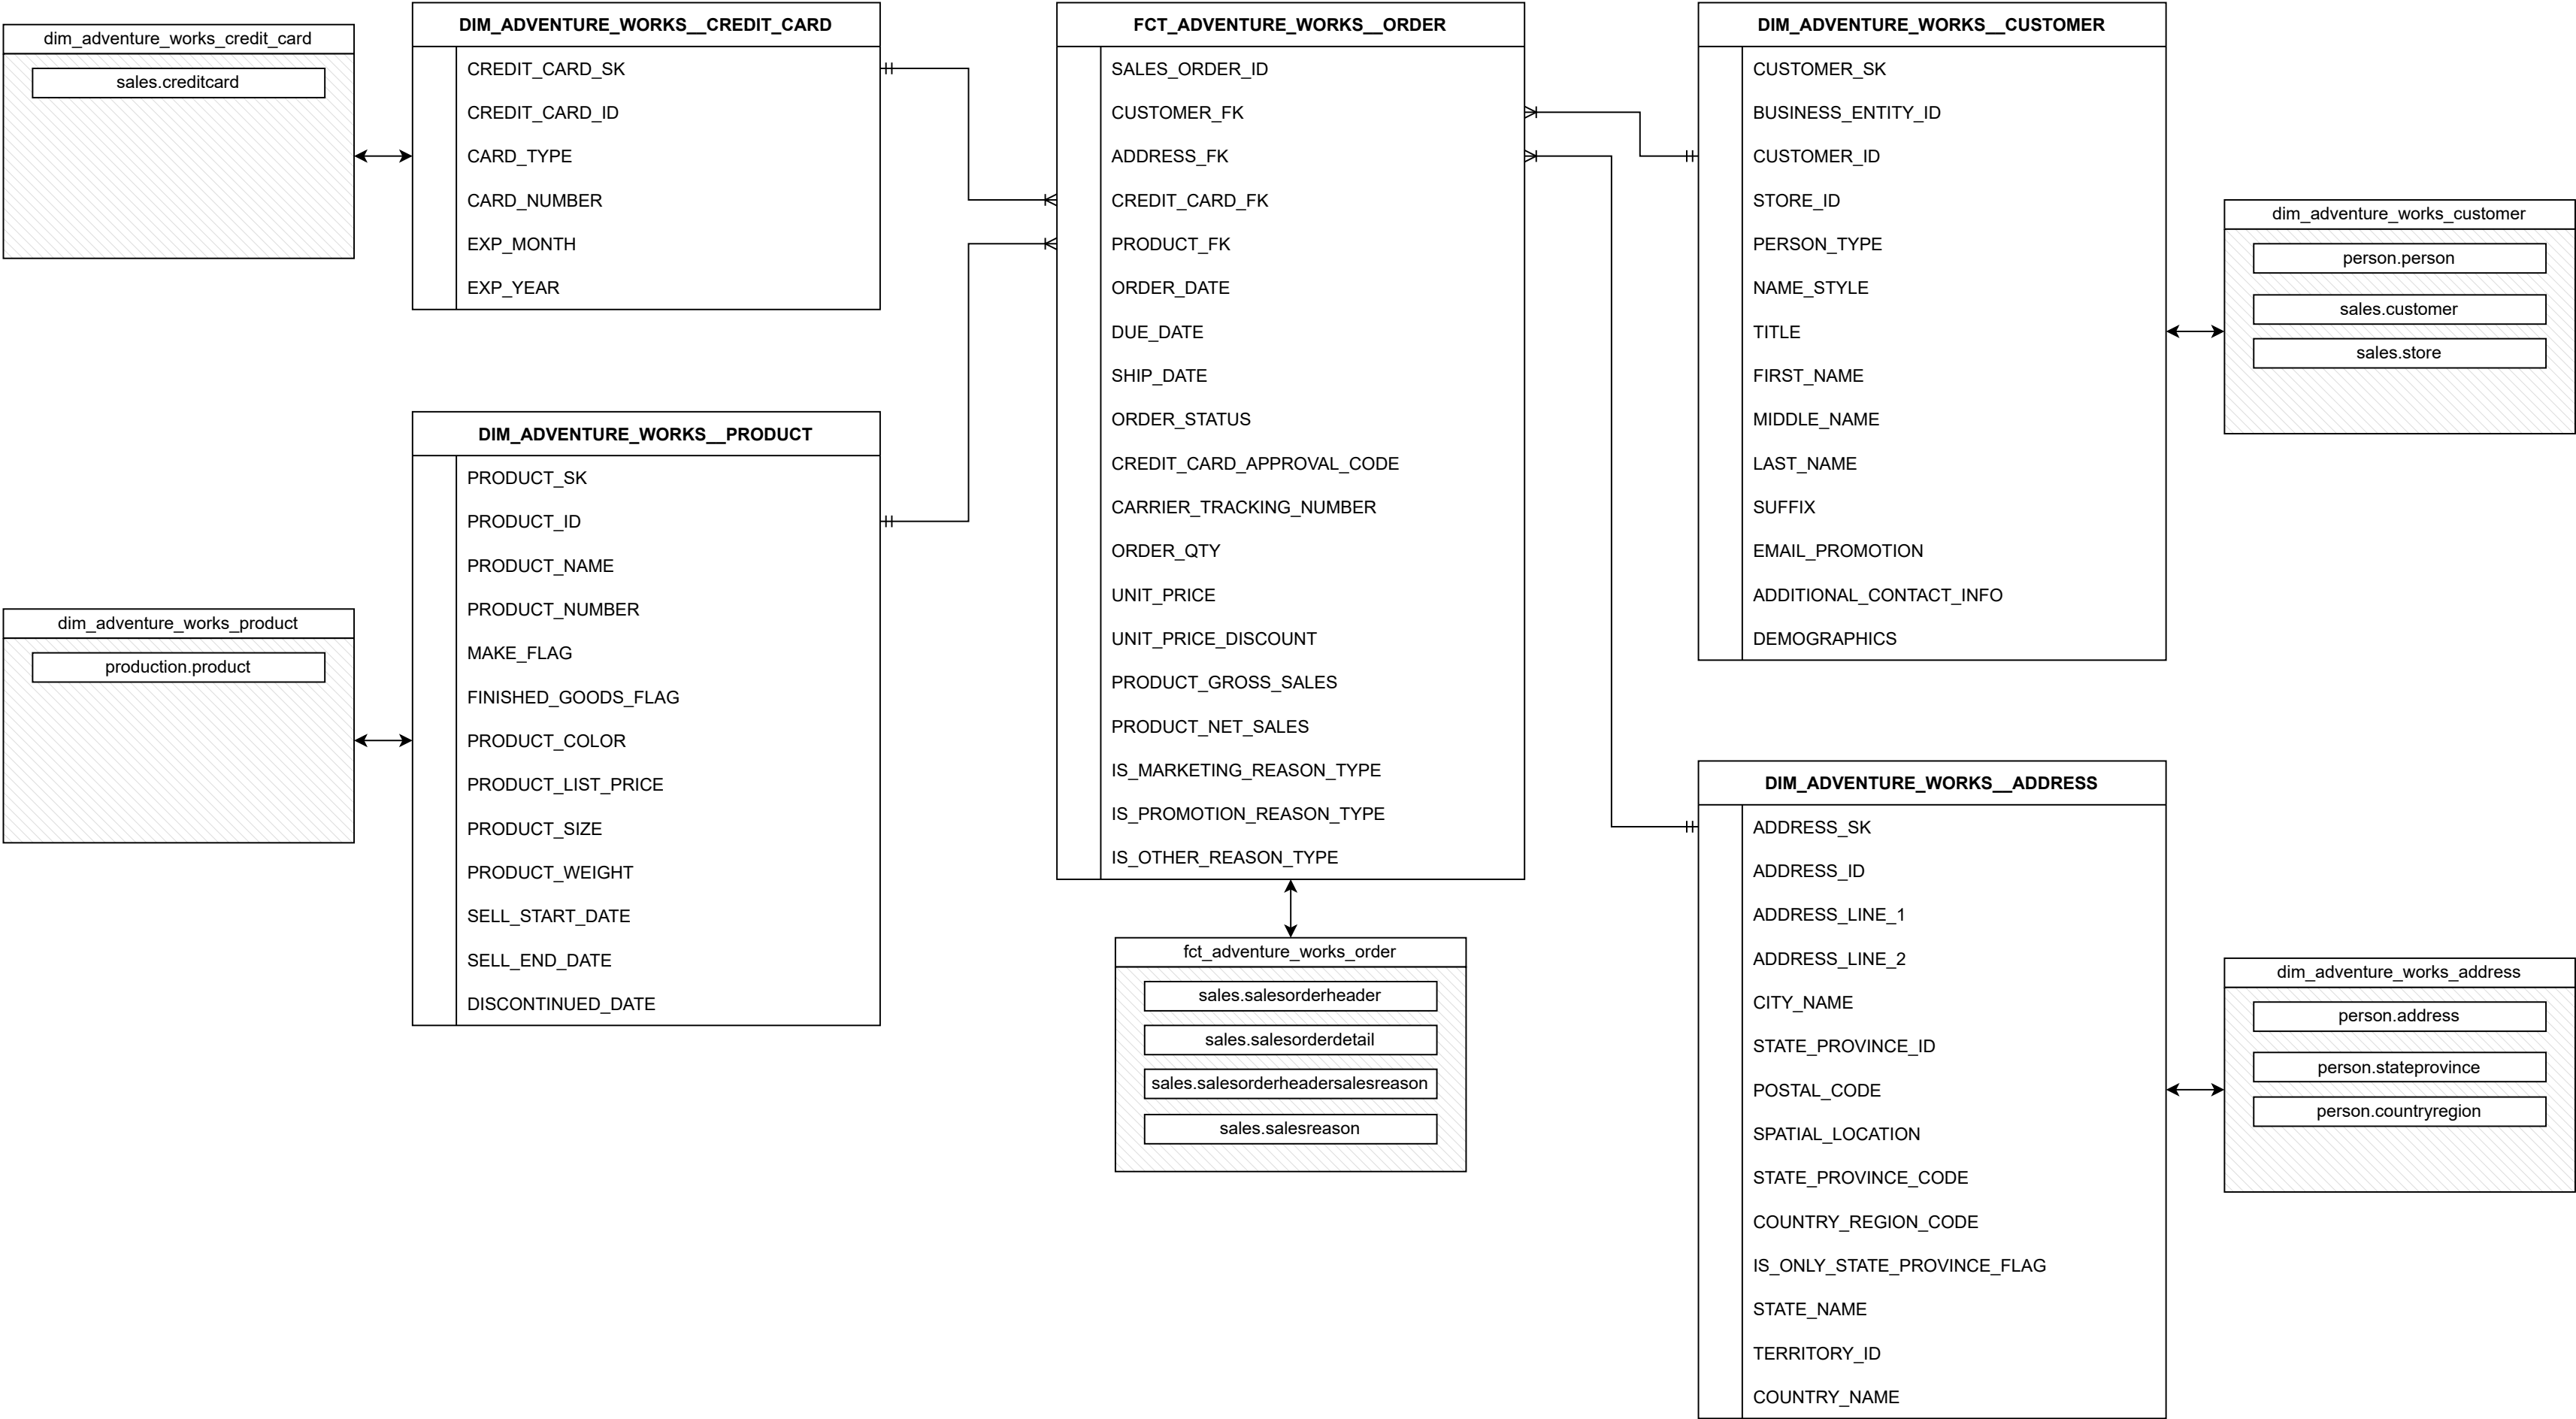 dim_adventure_works_credit_card
sales.creditcard
DIM_ADVENTURE_WORKS__CREDIT_CARD
CREDIT_CARD_SK
CREDIT_CARD_ID
CARD_TYPE
CARD_NUMBER
EXP_MONTH
EXP_YEAR
dim_adventure_works_product
production.product
DIM_ADVENTURE_WORKS__PRODUCT
PRODUCT_SK
PRODUCT_ID
PRODUCT_NAME
PRODUCT_NUMBER
MAKE_FLAG
FINISHED_GOODS_FLAG
PRODUCT_COLOR
PRODUCT_LIST_PRICE
PRODUCT_SIZE
PRODUCT_WEIGHT
SELL_START_DATE
SELL_END_DATE
DISCONTINUED_DATE
FCT_ADVENTURE_WORKS__ORDER
SALES_ORDER_ID
CUSTOMER_FK
ADDRESS_FK
CREDIT_CARD_FK
PRODUCT_FK
ORDER_DATE
DUE_DATE
SHIP_DATE
ORDER_STATUS
CREDIT_CARD_APPROVAL_CODE
CARRIER_TRACKING_NUMBER
ORDER_QTY
UNIT_PRICE
UNIT_PRICE_DISCOUNT
PRODUCT_GROSS_SALES
PRODUCT_NET_SALES
IS_MARKETING_REASON_TYPE
IS_PROMOTION_REASON_TYPE
IS_OTHER_REASON_TYPE
fct_adventure_works_order
sales.salesorderheader
sales.salesorderdetail
sales.salesorderheadersalesreason
sales.salesreason
DIM_ADVENTURE_WORKS__CUSTOMER
CUSTOMER_SK
BUSINESS_ENTITY_ID
CUSTOMER_ID
STORE_ID
PERSON_TYPE
NAME_STYLE
TITLE
FIRST_NAME
MIDDLE_NAME
LAST_NAME
SUFFIX
EMAIL_PROMOTION
ADDITIONAL_CONTACT_INFO
DEMOGRAPHICS
dim_adventure_works_customer
person.person
sales.customer
sales.store
DIM_ADVENTURE_WORKS__ADDRESS
ADDRESS_SK
ADDRESS_ID
ADDRESS_LINE_1
ADDRESS_LINE_2
CITY_NAME
STATE_PROVINCE_ID
POSTAL_CODE
SPATIAL_LOCATION
STATE_PROVINCE_CODE
COUNTRY_REGION_CODE
IS_ONLY_STATE_PROVINCE_FLAG
STATE_NAME
TERRITORY_ID
COUNTRY_NAME
dim_adventure_works_address
person.address
person.stateprovince
person.countryregion